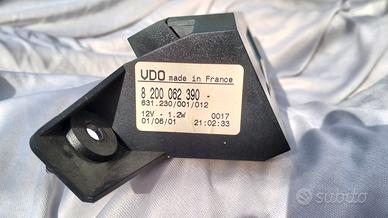 VDO made in France
8 200 062 390 -
631.230/001/012
12V - 1.2W 0017
01/06/01 21:02:33
subito